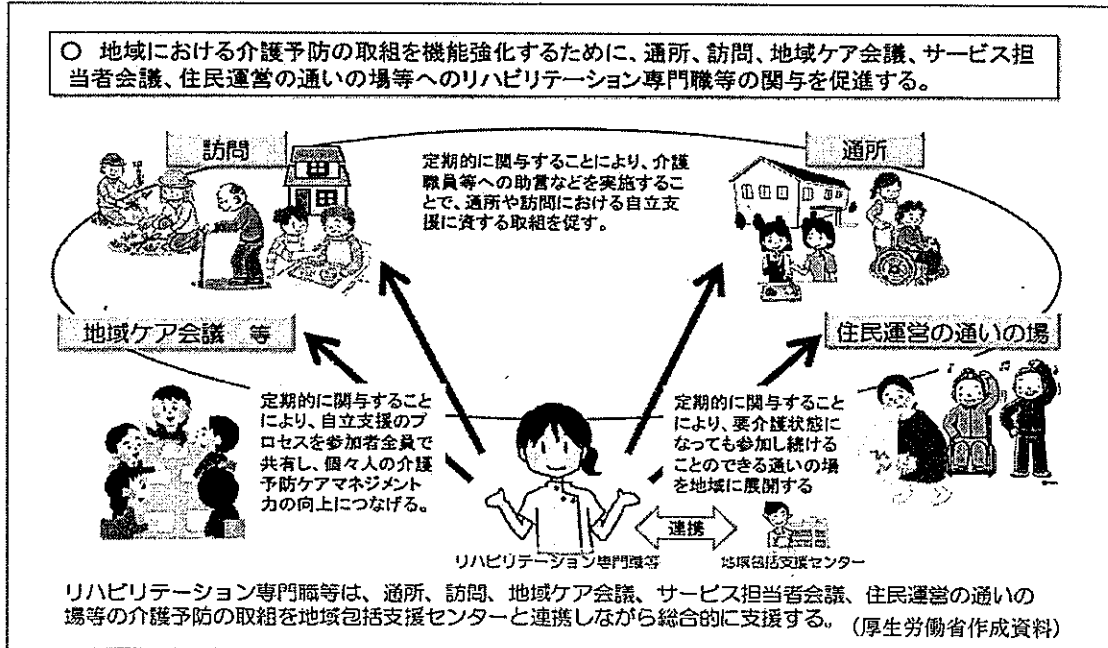 ○ 地域における介護予防の取組を機能強化するために、通所、訪問、地域ケア会議、サービス担
当者会議、住民運営の通いの場等へのリハビリテーション専門職等の関与を促進する。
訪問
通所
定期的に関与することにより、介護
職員等への助言などを実施するこ
とで、通所や訪問における自立支
援に資する取組を促す。
地域ケア会議 等
住民運営の通いの場
定期的に関与すること
により、自立支援のプ
ロセスを参加者全員で
共有し、個々人の介護
予防ケアマネジメント
力の向上につなげる。
定期的に関与すること
により、要介護状態に
なっても参加し続ける
ことのできる通いの場
を地域に展開する
連携
リハビリテーション専門職等
地域包括支援センター
リハビリテーション専門職等は、通所、訪問、地域ケア会議、サービス担当者会議、住民運営の通いの
場等の介護予防の取組を地域包括支援センターと連携しながら総合的に支援する。
(厚生労働省作成資料)